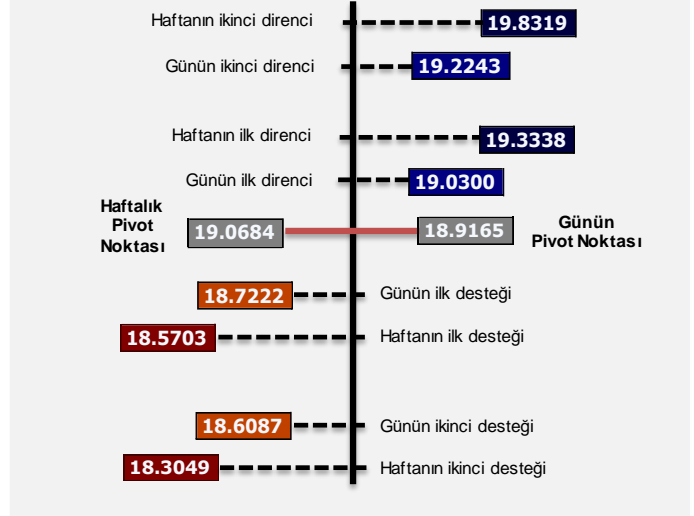 Haftanın ikinci direnci 19.8319
Günün ikinci direnci 19.2243
Haftanın ilk direnci 19.3338
Günün ilk direnci 19.0300
Haftalık
Pivot
Noktası
19.0684
18.9165
Günün
Pivot Noktası
18.7222 Günün ilk desteği
18.5703 Haftanın ilk desteği
18.6087 Günün ikinci desteği
18.3049 Haftanın ikinci desteği